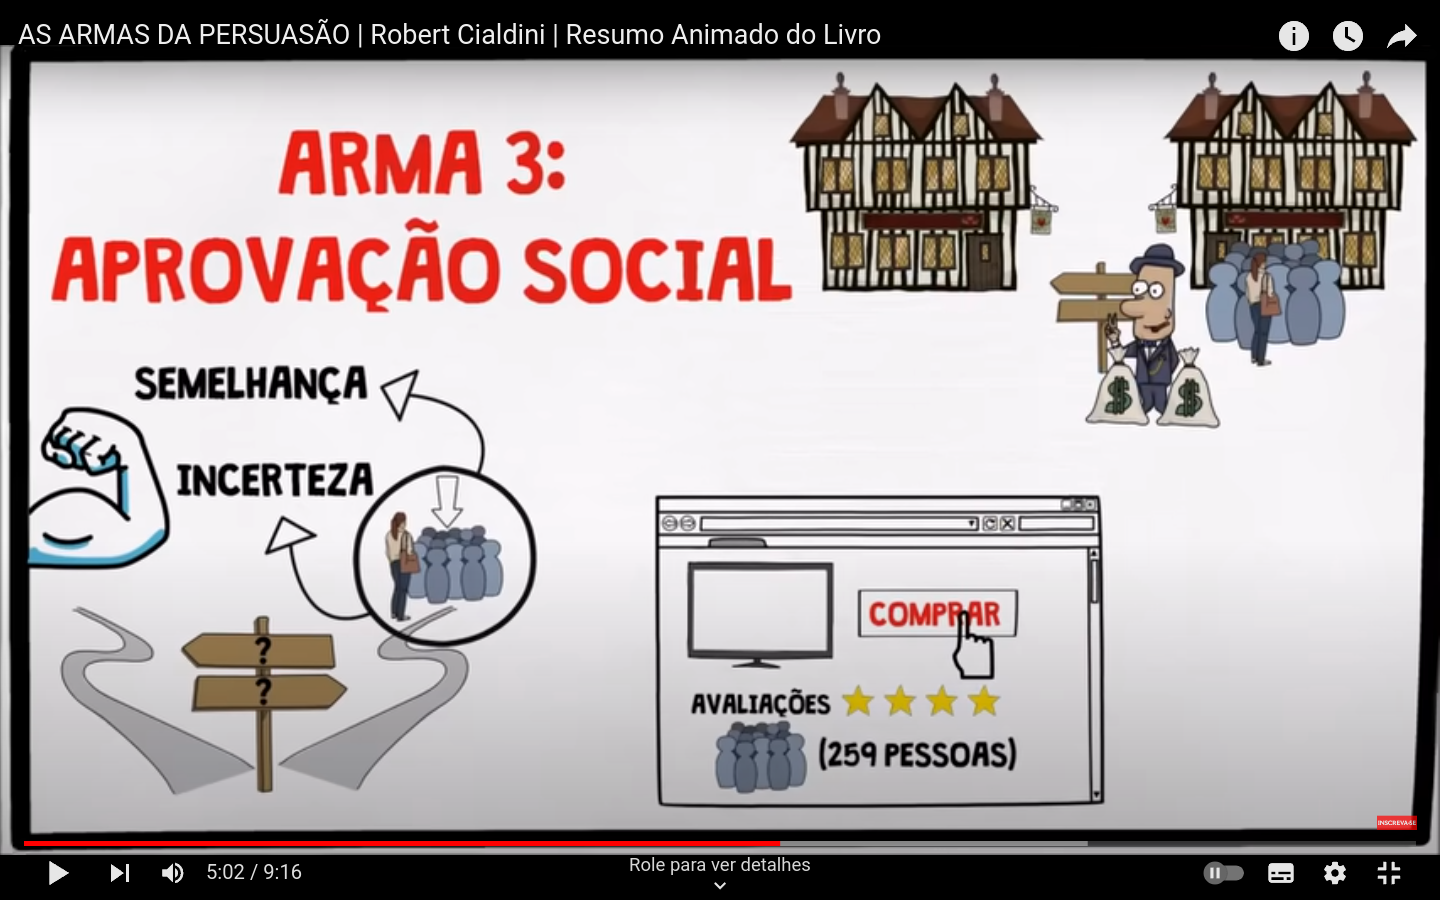 AS ARMAS DA PERSUASÃO | Robert Cialdini | Resumo Animado do Livro
ARMA 3:
APROVAÇÃO SOCIAL
SEMELHANÇA
INCERTEZA
?
?
$ $
COMPRAR
AVALIAÇÕES
(259 PESSOAS)
INSCREVA-SE
5:02 / 9:16
Role para ver detalhes